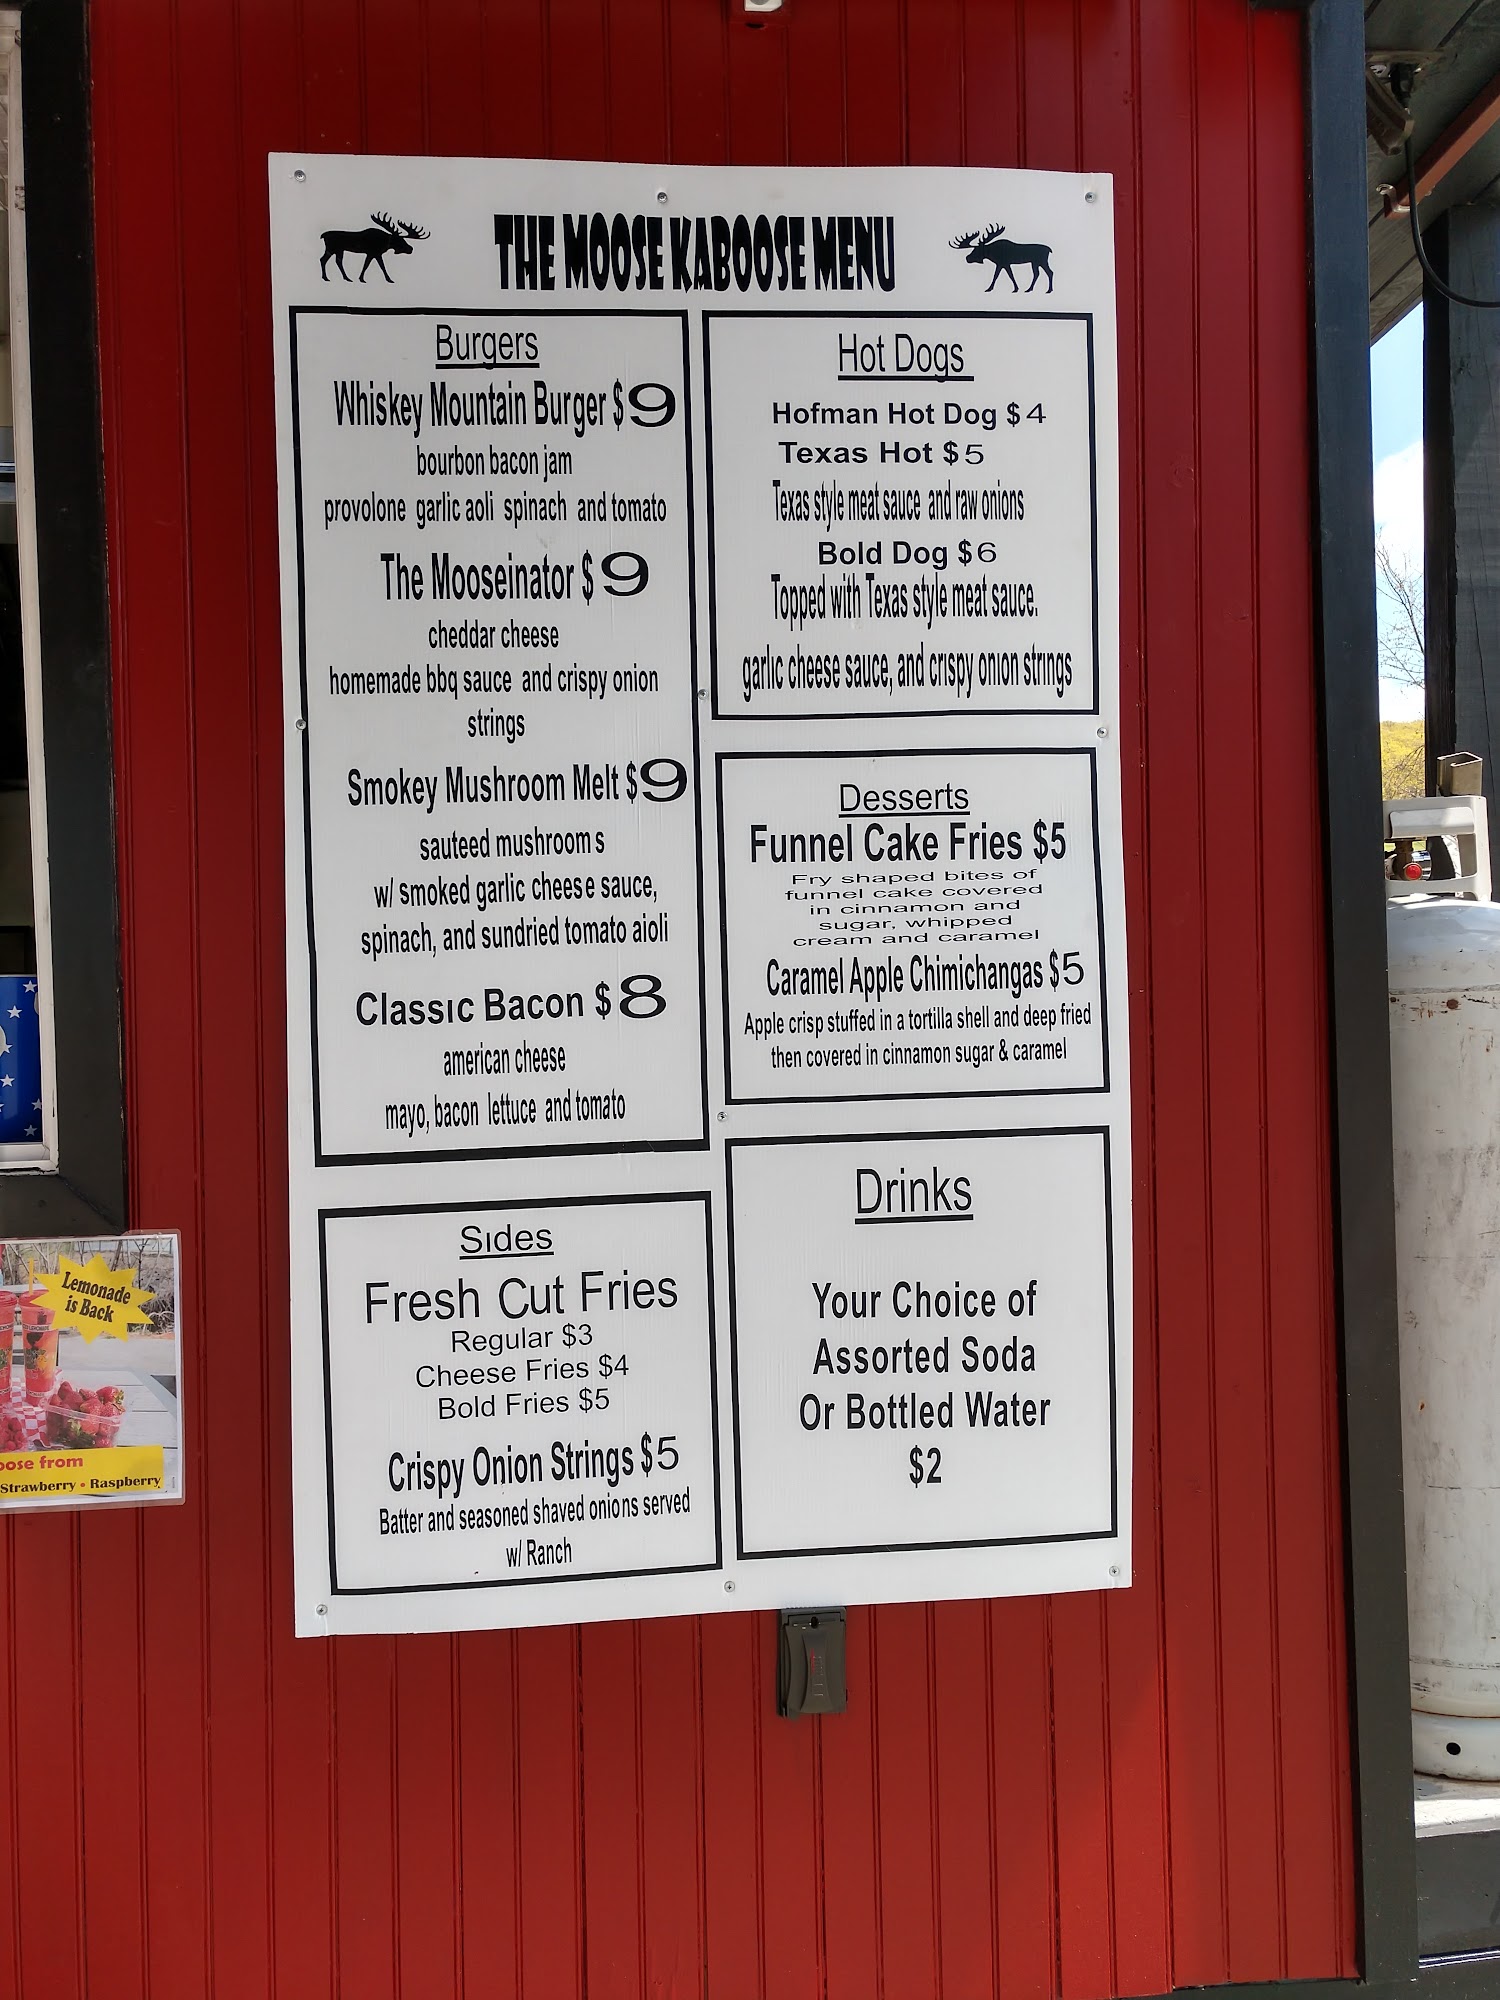 THE MOOSE KABOOSE MENU
Burgers
Whiskey Mountain Burger $9
bourbon bacon jam
provolone garlic aoli spinach and tomato
The Mooseinator $9
cheddar cheese
homemade bbq sauce and crispy onion
strings
Smokey Mushroom Melt $9
sauteed mushrooms
w/ smoked garlic cheese sauce,
spinach, and sundried tomato aioli
Classic Bacon $8
american cheese
mayo, bacon lettuce and tomato
Sides
Fresh Cut Fries
Regular $3
Cheese Fries $4
Bold Fries $5
Crispy Onion Strings $5
Batter and seasoned shaved onions served
w/ Ranch
Hot Dogs
Hofman Hot Dog $4
Texas Hot $5
Texas style meat sauce and raw onions
Bold Dog $6
Topped with Texas style meat sauce.
garlic cheese sauce, and crispy onion strings
Desserts
Funnel Cake Fries $5
Fry shaped bites of
funnel cake covered
in cinnamon and
sugar, whipped
cream and caramel
Caramel Apple Chimichangas $5
Apple crisp stuffed in a tortilla shell and deep fried
then covered in cinnamon sugar & caramel
Drinks
Your Choice of
Assorted Soda
Or Bottled Water
$2
Lemonade
is Back
from
Strawberry • Raspberry